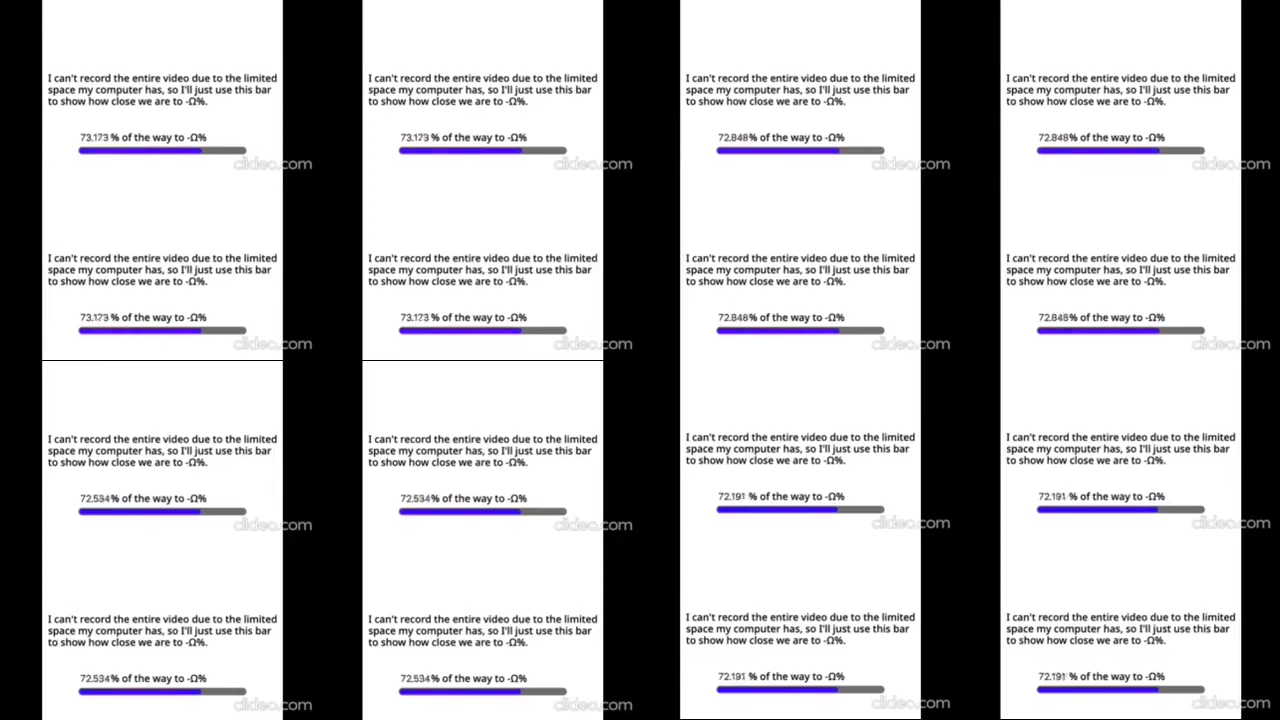 I can't record the entire video due to the limited
space my computer has, so I'll just use this bar
to show how close we are to -Ω%.
73.173 % of the way to -Ω%
clideo.com
I can't record the entire video due to the limited
space my computer has, so I'll just use this bar
to show how close we are to -Ω%.
73.173 % of the way to -Ω%
clideo.com
I can't record the entire video due to the limited
space my computer has, so I'll just use this bar
to show how close we are to -Ω%.
72.848% of the way to -Ω%
clideo.com
I can't record the entire video due to the limited
space my computer has, so I'll just use this bar
to show how close we are to -Ω%.
72.848% of the way to -Ω%
clideo.com
I can't record the entire video due to the limited
space my computer has, so I'll just use this bar
to show how close we are to -Ω%.
73.173 % of the way to -Ω%
clideo.com
I can't record the entire video due to the limited
space my computer has, so I'll just use this bar
to show how close we are to -Ω%.
73.173 % of the way to -Ω%
clideo.com
I can't record the entire video due to the limited
space my computer has, so I'll just use this bar
to show how close we are to -Ω%.
72.848% of the way to -Ω%
clideo.com
I can't record the entire video due to the limited
space my computer has, so I'll just use this bar
to show how close we are to -Ω%.
72.848% of the way to -Ω%
clideo.com
I can't record the entire video due to the limited
space my computer has, so I'll just use this bar
to show how close we are to -Ω%.
72.534% of the way to -Ω%
clideo.com
I can't record the entire video due to the limited
space my computer has, so I'll just use this bar
to show how close we are to -Ω%.
72.534% of the way to -Ω%
clideo.com
I can't record the entire video due to the limited
space my computer has, so I'll just use this bar
to show how close we are to -Ω%.
72.191 % of the way to -Ω%
clideo.com
I can't record the entire video due to the limited
space my computer has, so I'll just use this bar
to show how close we are to -Ω%.
72.191 % of the way to -Ω%
clideo.com
I can't record the entire video due to the limited
space my computer has, so I'll just use this bar
to show how close we are to -Ω%.
72.534% of the way to -Ω%
clideo.com
I can't record the entire video due to the limited
space my computer has, so I'll just use this bar
to show how close we are to -Ω%.
72.534% of the way to -Ω%
clideo.com
I can't record the entire video due to the limited
space my computer has, so I'll just use this bar
to show how close we are to -Ω%.
72.191 % of the way to -Ω%
clideo.com
I can't record the entire video due to the limited
space my computer has, so I'll just use this bar
to show how close we are to -Ω%.
72.191 % of the way to -Ω%
clideo.com